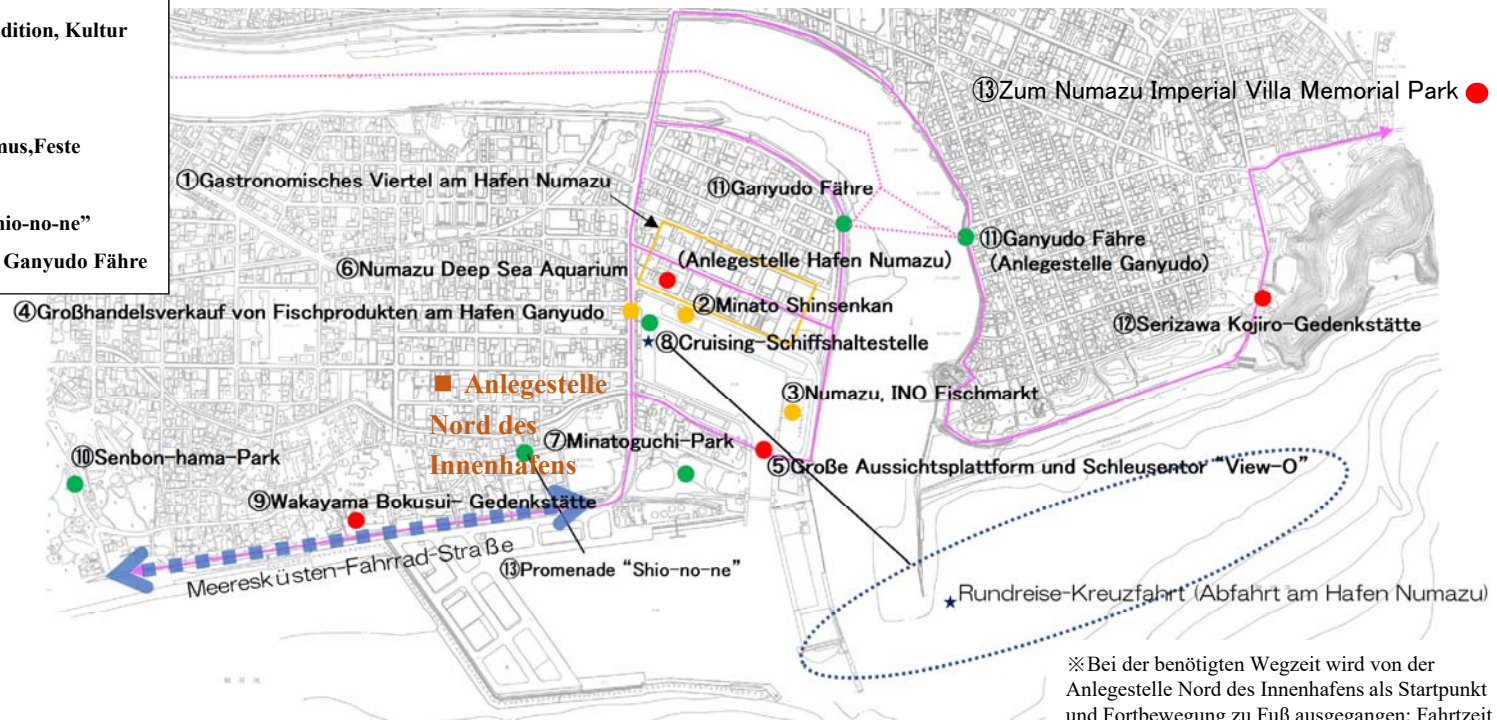 dition, Kultur
mus,Feste
hio-no-ne”
Ganyudo Fähre
⑬Zum Numazu Imperial Villa Memorial Park
①Gastronomisches Viertel am Hafen Numazu
⑪Ganyudo Fähre
(Anlegestelle Hafen Numazu)
⑪Ganyudo Fähre
(Anlegestelle Ganyudo)
⑥Numazu Deep Sea Aquarium
②Minato Shinsenkan
④Großhandelsverkauf von Fischprodukten am Hafen Ganyudo
⑫Serizawa Kojiro-Gedenkstätte
★⑧Cruising-Schiffshaltestelle
■ Anlegestelle
Nord des
Innenhafens
③Numazu, INO Fischmarkt
⑦Minatoguchi-Park
⑩Senbon-hama-Park
⑤Große Aussichtsplattform und Schleusentor “View-O”
⑨Wakayama Bokusui- Gedenkstätte
Meeresküsten-Fahrrad-Straße
⑬Promenade “Shio-no-ne”
★Rundreise-Kreuzfahrt (Abfahrt am Hafen Numazu)
※Bei der benötigten Wegzeit wird von der
Anlegestelle Nord des Innenhafens als Startpunkt
und Fortbewegung zu Fuß ausgegangen; Fahrtzeit